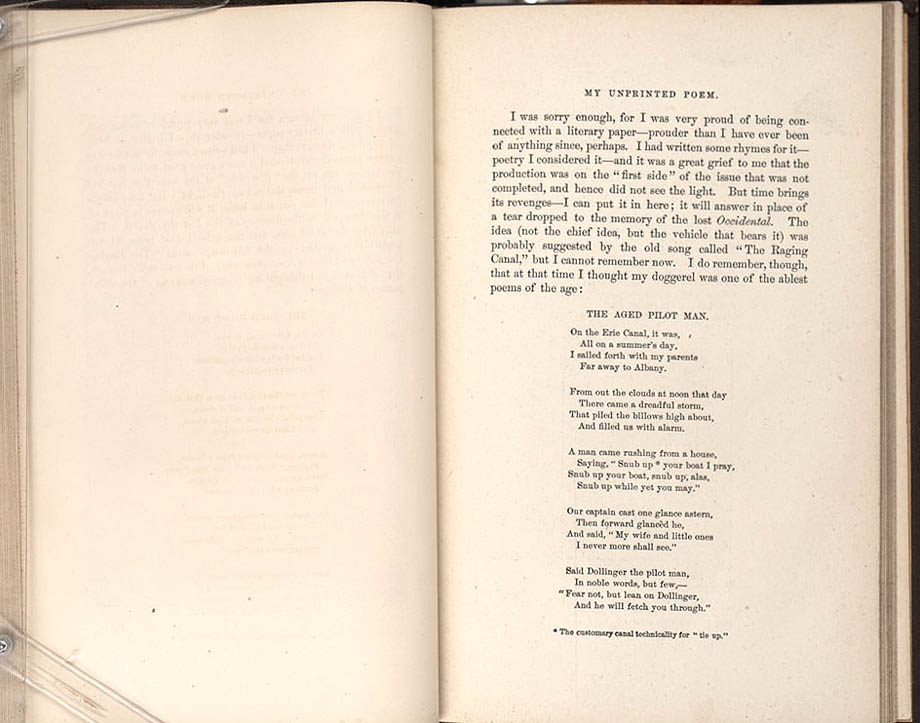 MY UNPRINTED POEM.
I was sorry enough, for I was very proud of being con-
nected with a literary paper—prouder than I have ever been
of anything since, perhaps. I had written some rhymes for it—
poetry I considered it—and it was a great grief to me that the
production was on the "first side" of the issue that was not
completed, and hence did not see the light. But time brings
its revenges—I can put it in here; it will answer in place of
a tear dropped to the memory of the lost Occidental. The
idea (not the chief idea, but the vehicle that bears it) was
probably suggested by the old song called "The Raging
Canal," but I cannot remember now. I do remember, though,
that at that time I thought my doggerel was one of the ablest
poems of the age:
THE AGED PILOT MAN.
On the Erie Canal, it was,
All on a summer's day,
I sailed forth with my parents
Far away to Albany.
From out the clouds at noon that day
There came a dreadful storm,
That piled the billows high about,
And filled us with alarm.
A man came rushing from a house,
Saying, "Snub up * your boat I pray,
Snub up your boat, snub up, alas,
Snub up while yet you may."
Our captain cast one glance astern,
Then forward glancèd he,
And said, "My wife and little ones
I never more shall see."
Said Dollinger the pilot man,
In noble words, but few,—
"Fear not, but lean on Dollinger,
And he will fetch you through."
* The customary canal technicality for "tie up."